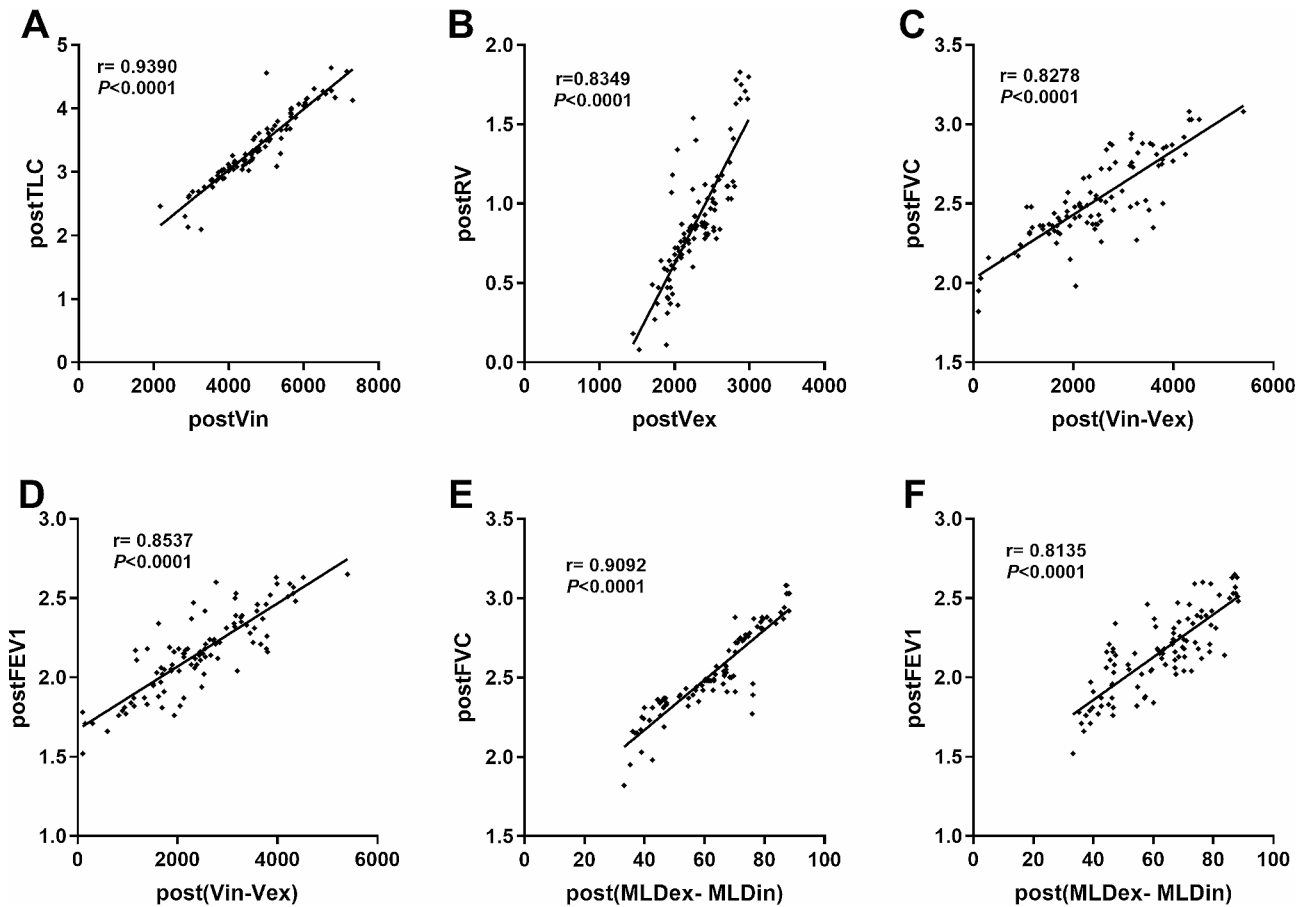 A
r= 0.9390
P<0.0001
postTLC
5
4
3
2
1
0
0 2000 4000 6000 8000
postVin
B
r=0.8349
P<0.0001
postRV
2.0
1.5
1.0
0.5
0.0
0 1000 2000 3000 4000
postVex
C
r= 0.8278
P<0.0001
postFVC
3.5
3.0
2.5
2.0
1.5
0 2000 4000 6000
post(Vin-Vex)
D
r= 0.8537
P<0.0001
postFEV1
3.0
2.5
2.0
1.5
1.0
0 2000 4000 6000
post(Vin-Vex)
E
r= 0.9092
P<0.0001
postFVC
3.5
3.0
2.5
2.0
1.5
0 20 40 60 80 100
post(MLDex- MLDin)
F
r= 0.8135
P<0.0001
postFEV1
3.0
2.5
2.0
1.5
1.0
0 20 40 60 80 100
post(MLDex- MLDin)